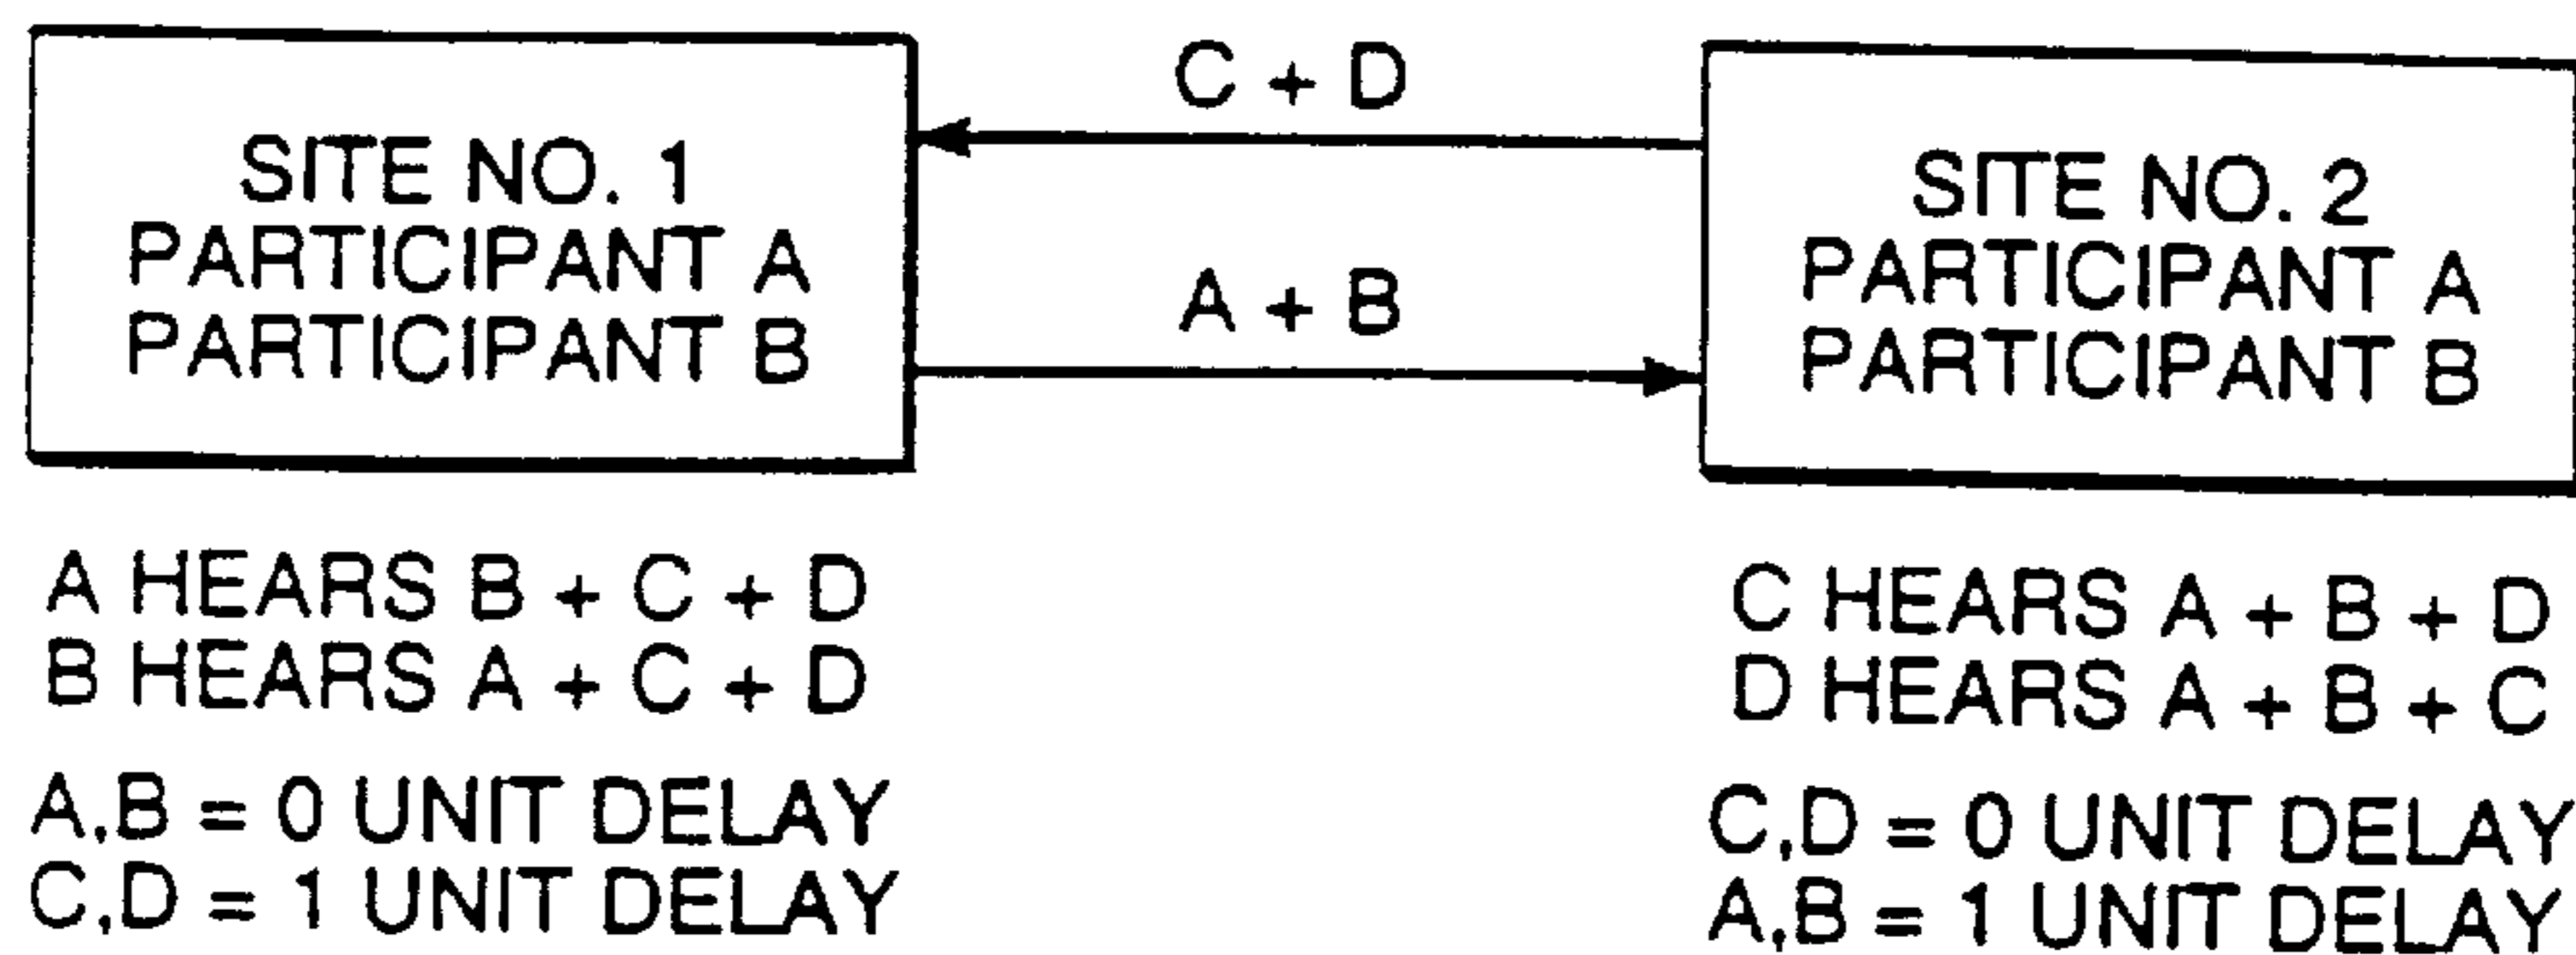 C + D
SITE NO. 1
PARTICIPANT A
PARTICIPANT B
A + B
SITE NO. 2
PARTICIPANT A
PARTICIPANT B
A HEARS B + C + D
B HEARS A + C + D
A,B = 0 UNIT DELAY
C,D = 1 UNIT DELAY
C HEARS A + B + D
D HEARS A + B + C
C,D = 0 UNIT DELAY
A,B = 1 UNIT DELAY